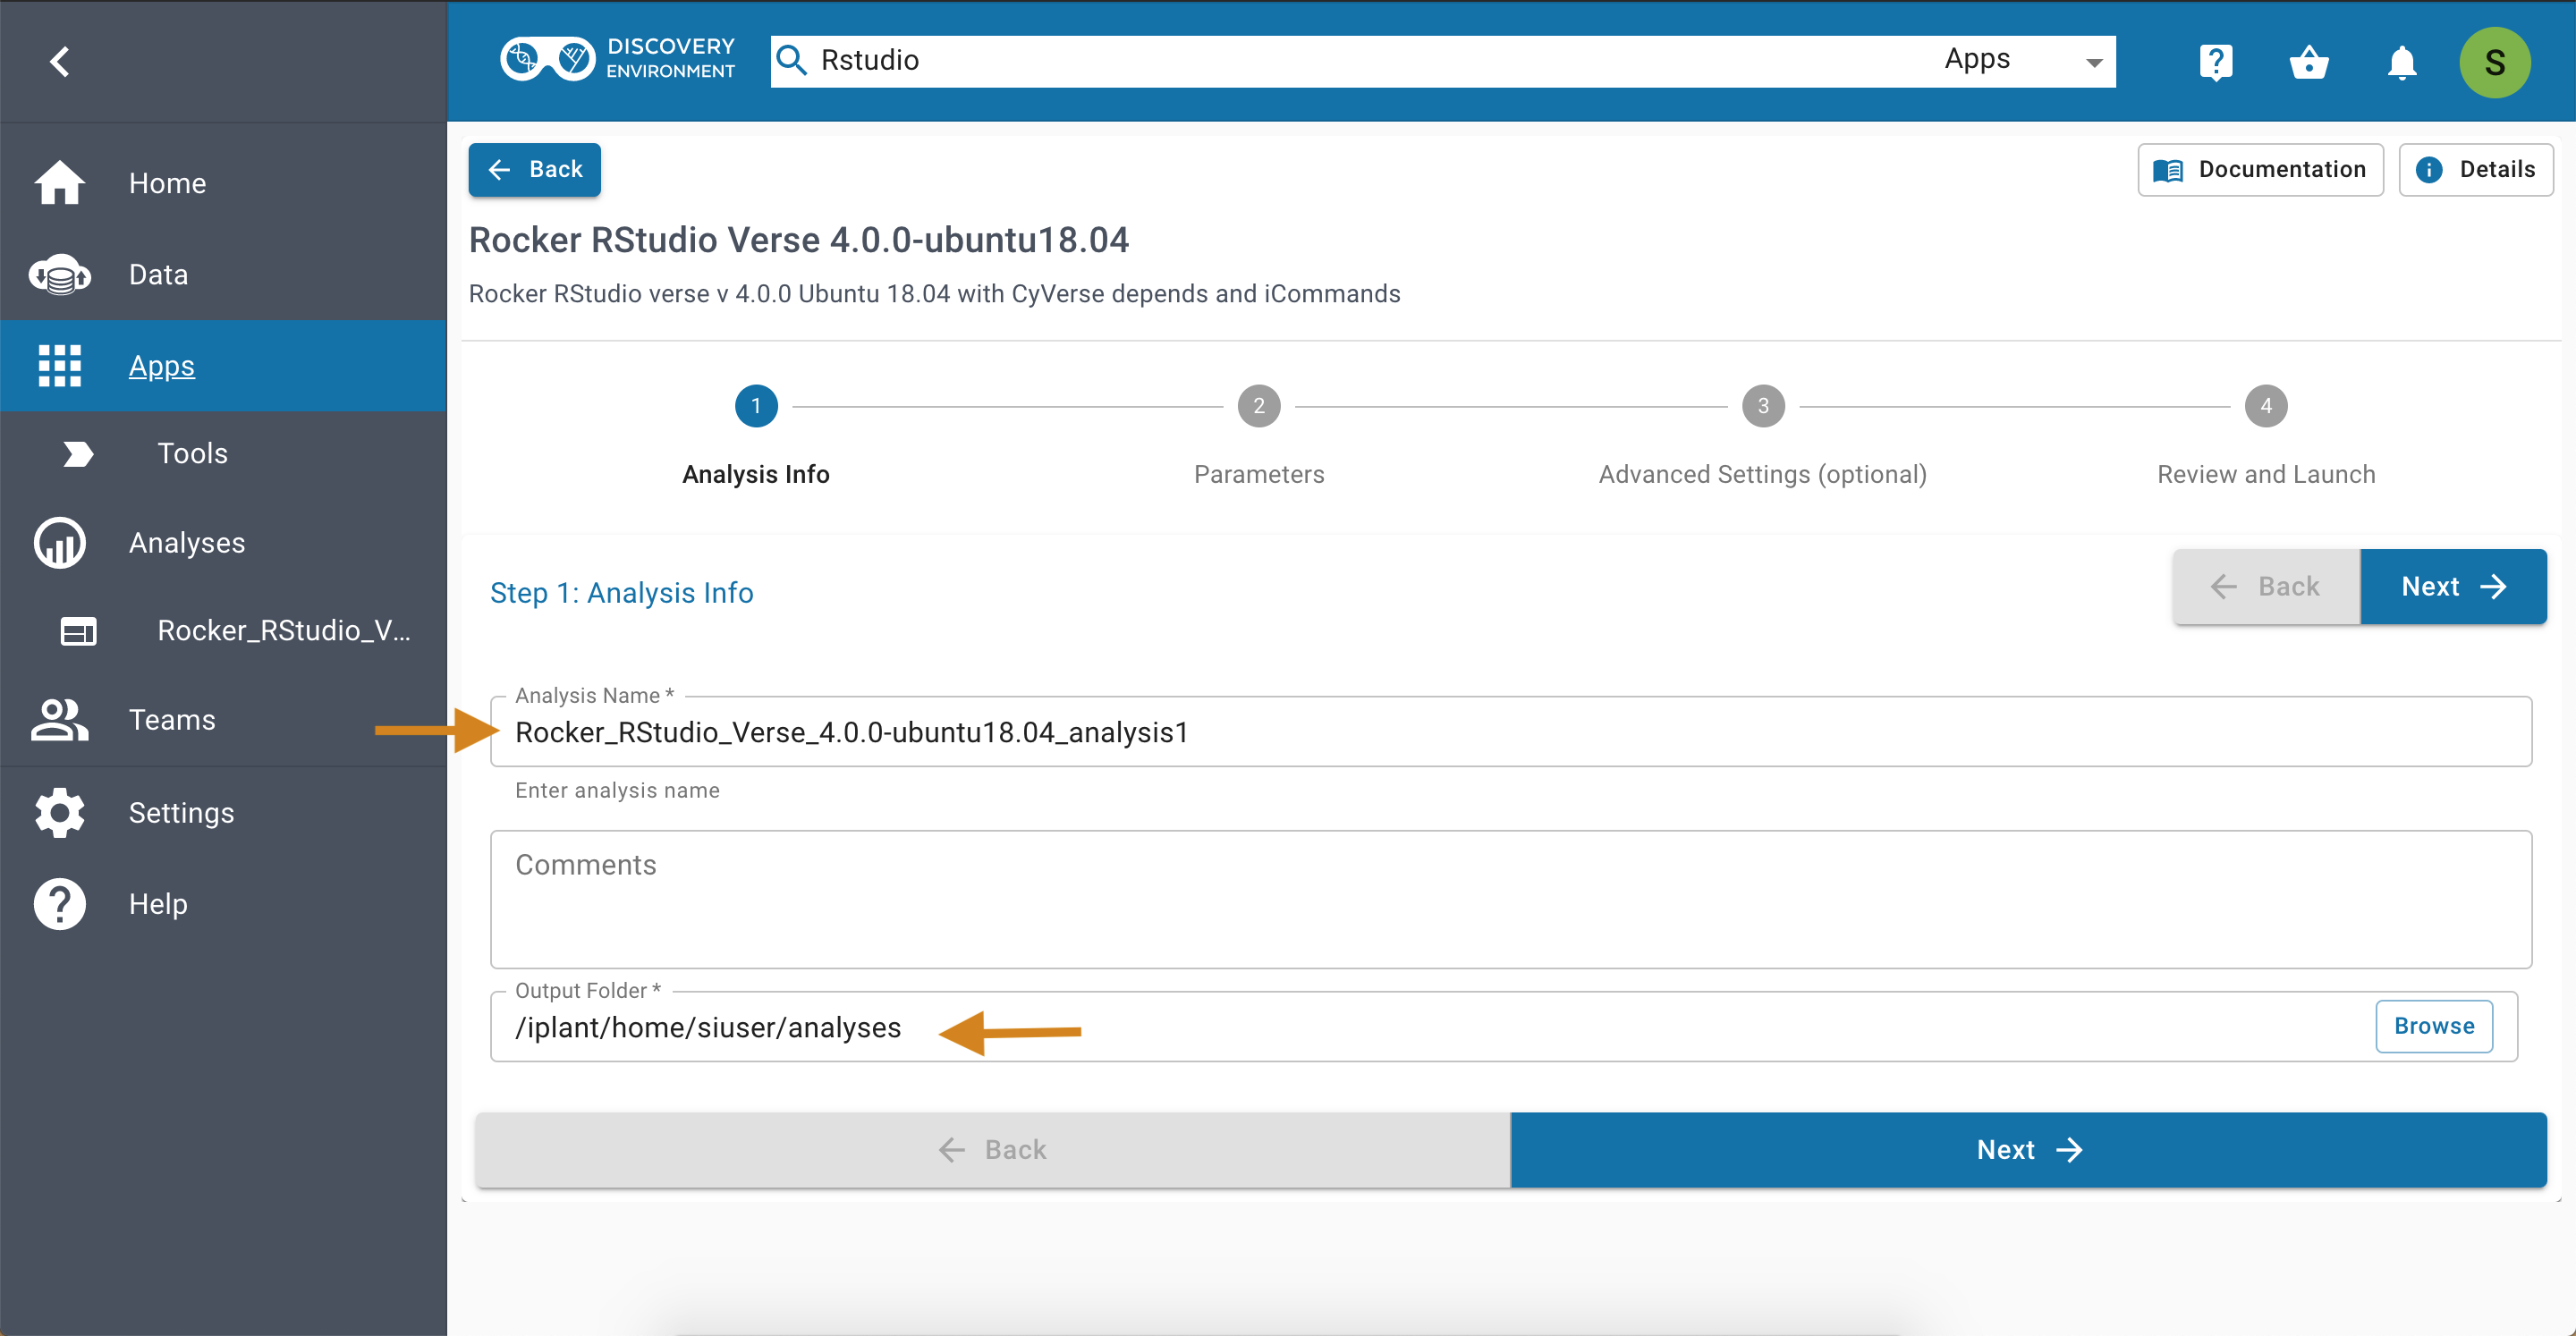 DISCOVERY
ENVIRONMENT
Rstudio
Apps
?
S
Home
Data
Apps
Tools
Analyses
Rocker_RStudio_V...
Teams
Settings
? Help
Back
Documentation
i Details
Rocker RStudio Verse 4.0.0-ubuntu18.04
Rocker RStudio verse v 4.0.0 Ubuntu 18.04 with CyVerse depends and iCommands
1 2 3 4
Analysis Info Parameters Advanced Settings (optional) Review and Launch
Step 1: Analysis Info
Back Next
Analysis Name *
Rocker_RStudio_Verse_4.0.0-ubuntu18.04_analysis1
Enter analysis name
Comments
Output Folder *
/iplant/home/siuser/analyses
Browse
Back Next